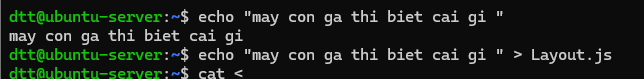 dtt@ubuntu-server:~$ echo "may con ga thi biet cai gi "
may con ga thi biet cai gi
dtt@ubuntu-server:~$ echo "may con ga thi biet cai gi " > Layout.js
dtt@ubuntu-server:~$ cat <